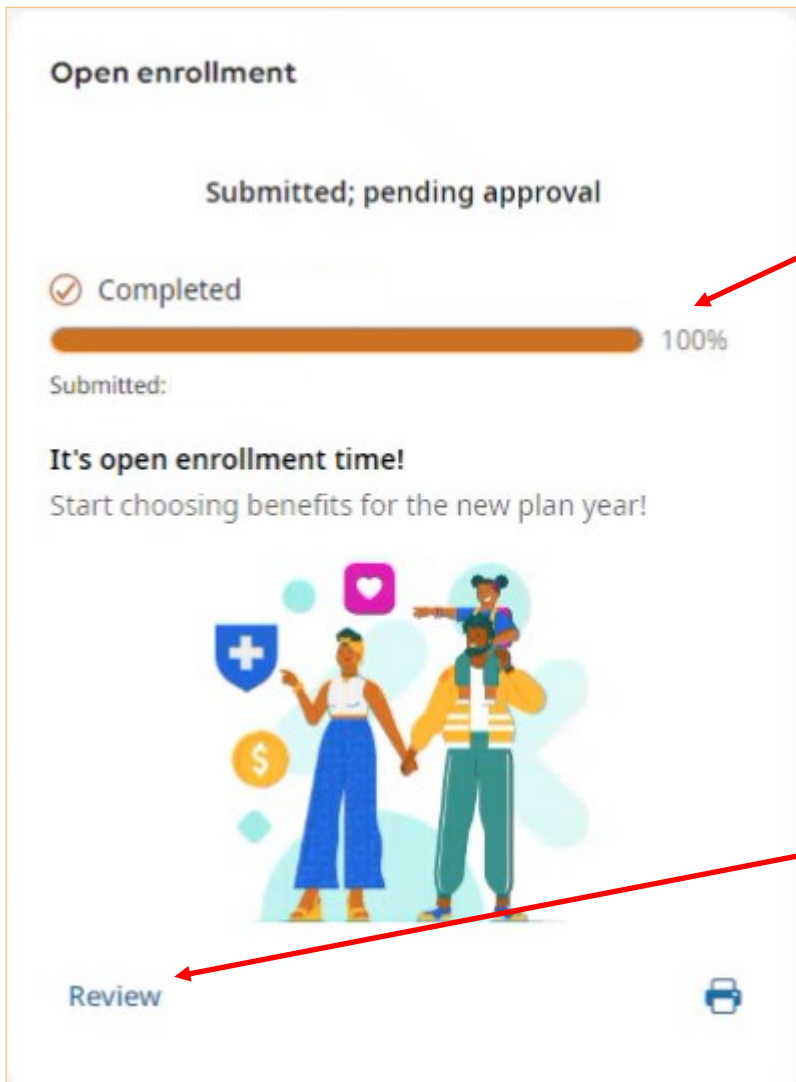 Open enrollment
Submitted; pending approval
Completed
100%
Submitted:
It's open enrollment time!
Start choosing benefits for the new plan year!
$
Review